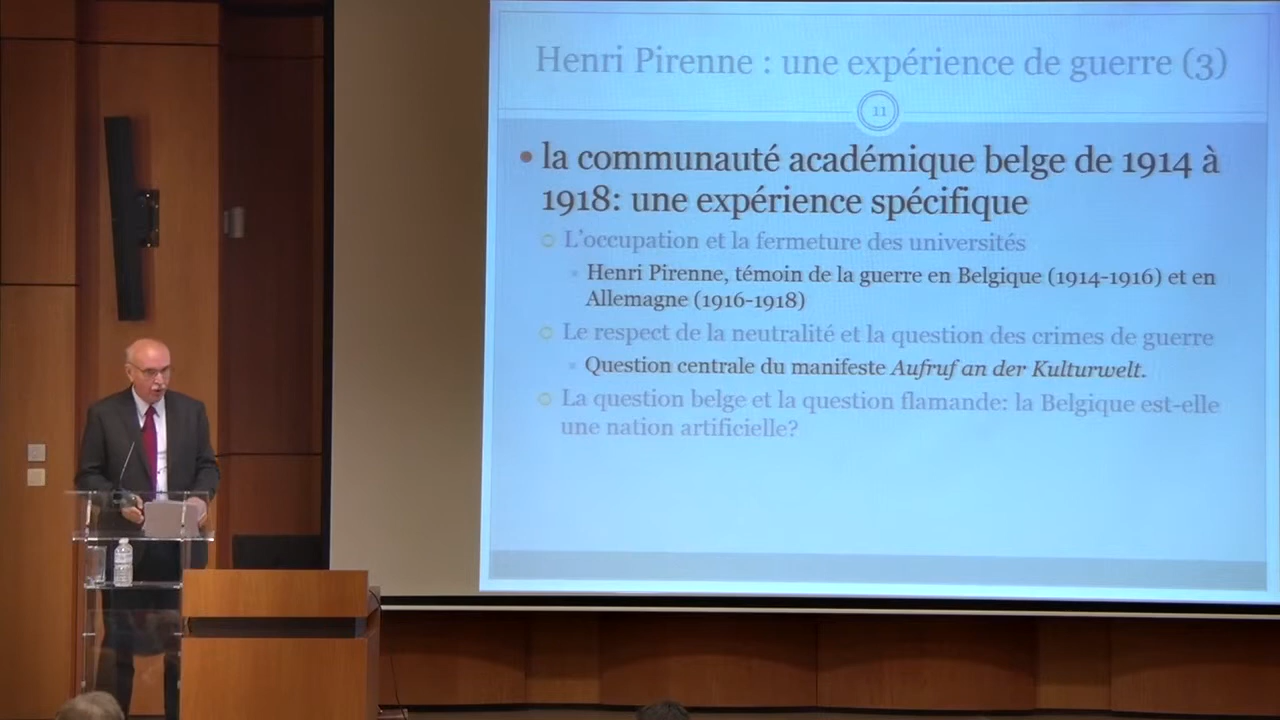 Henri Pirenne : une expérience de guerre (3)
11
• la communauté académique belge de 1914 à
1918: une expérience spécifique
L'occupation et la fermeture des universités
Henri Pirenne, témoin de la guerre en Belgique (1914-1916) et en
Allemagne (1916-1918)
Le respect de la neutralité et la question des crimes de guerre
Question centrale du manifeste Aufruf an der Kulturwelt.
La question belge et la question flamande: la Belgique est-elle
une nation artificielle?